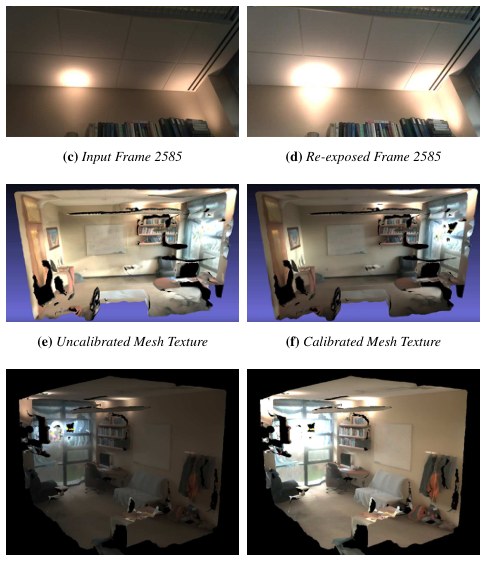 (c) Input Frame 2585
(d) Re-exposed Frame 2585
(e) Uncalibrated Mesh Texture
(f) Calibrated Mesh Texture